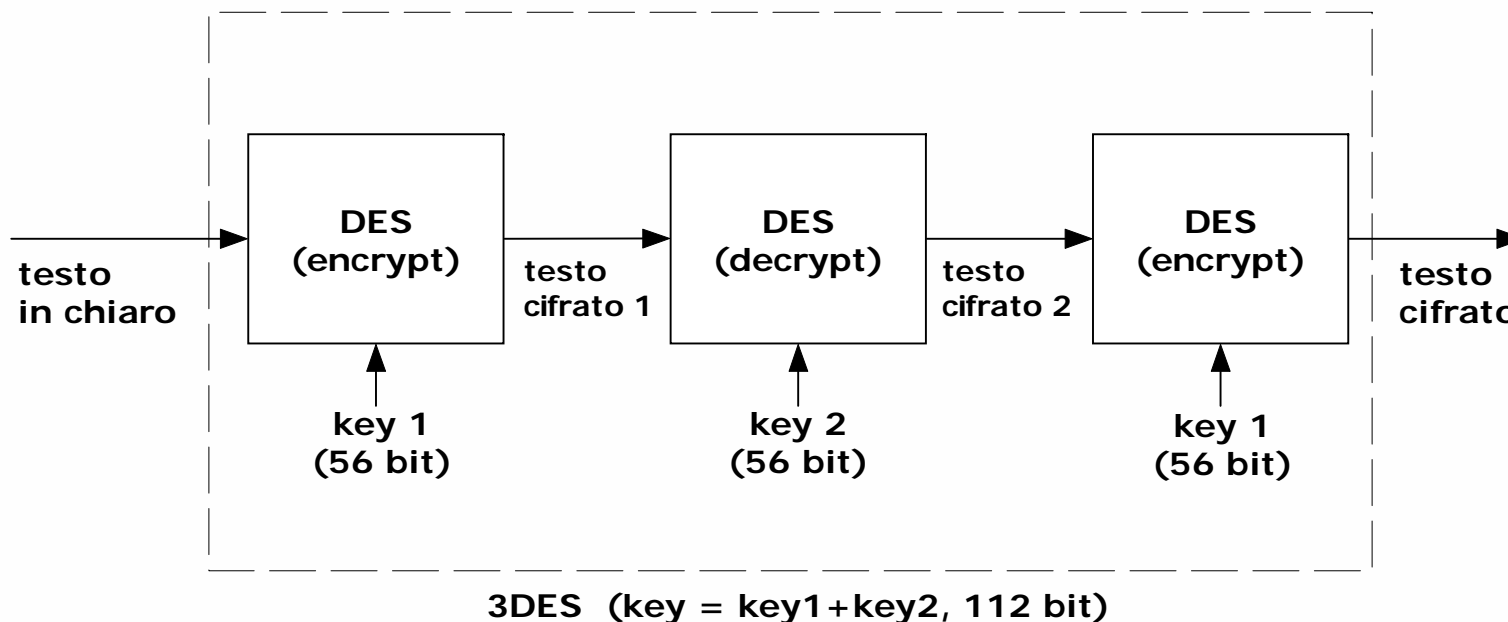 DES
(encrypt)
DES
(decrypt)
DES
(encrypt)
testo
in chiaro
testo
cifrato 1
testo
cifrato 2
testo
cifrato
key 1
(56 bit)
key 2
(56 bit)
key 1
(56 bit)
3DES (key = key1+key2, 112 bit)